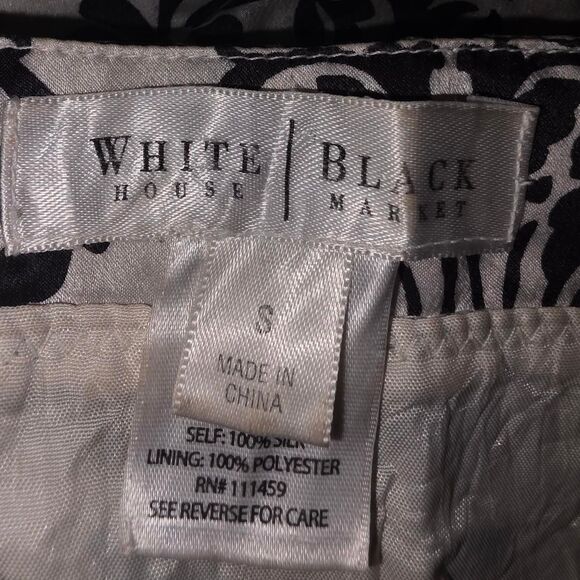 WHITE | BLACK
HOUSE MARKET
S
MADE IN
CHINA
SELF: 100% SILK
LINING: 100% POLYESTER
RN# 111459
SEE REVERSE FOR CARE